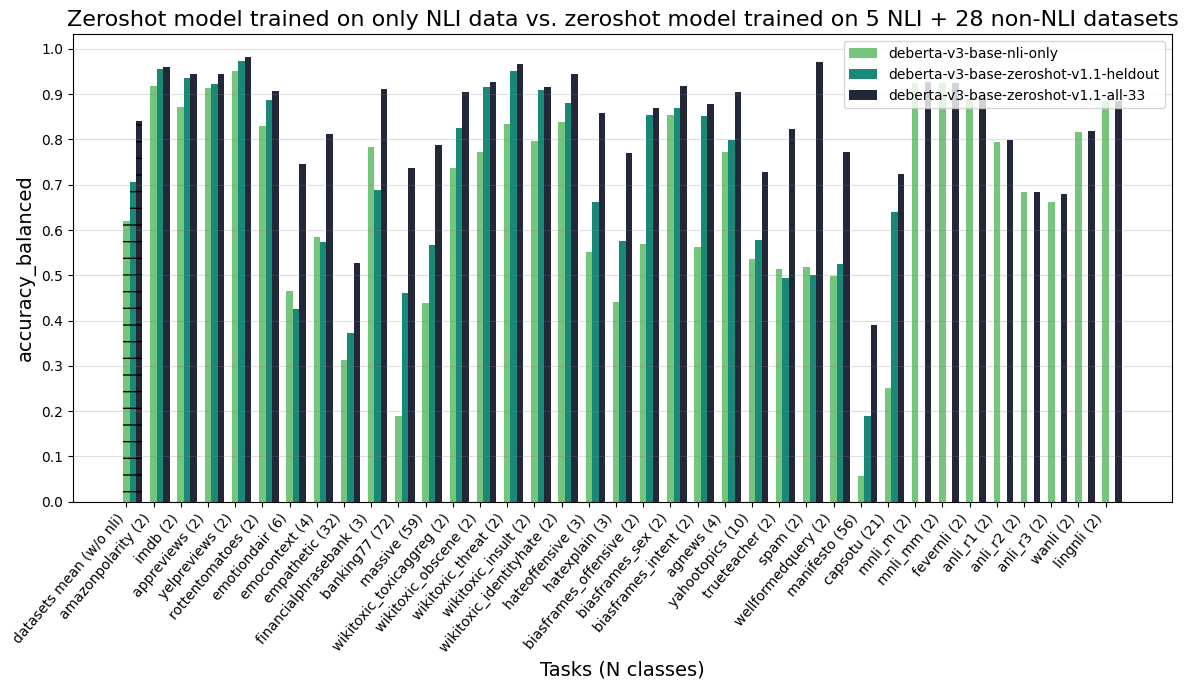 Zeroshot model trained on only NLI data vs. zeroshot model trained on 5 NLI + 28 non-NLI datasets
deberta-v3-base-nli-only
deberta-v3-base-zeroshot-v1.1-heldout
deberta-v3-base-zeroshot-v1.1-all-33
accuracy_balanced
1.0
0.9
0.8
0.7
0.6
0.5
0.4
0.3
0.2
0.1
0.0
datasets mean (w/o nli)
amazonpolarity (2)
imdb (2)
appreviews (2)
yelpreviews (2)
rottentomatoes (2)
emotiondair (6)
emocontext (4)
empathetic (32)
financialphrasebank (3)
banking77 (72)
massive (59)
wikitoxic_toxicaggreg (2)
wikitoxic_obscene (2)
wikitoxic_threat (2)
wikitoxic_insult (2)
wikitoxic_identityhate (2)
hateoffensive (3)
hatexplain (3)
biasframes_offensive (2)
biasframes_sex (2)
biasframes_intent (2)
agnews (4)
yahootopics (10)
trueteacher (2)
spam (2)
wellformedquery (2)
manifesto (56)
capsotu (21)
mnli_m (2)
mnli_mm (2)
fevernli (2)
anli_r1 (2)
anli_r2 (2)
anli_r3 (2)
wanli (2)
lingnli (2)
Tasks (N classes)